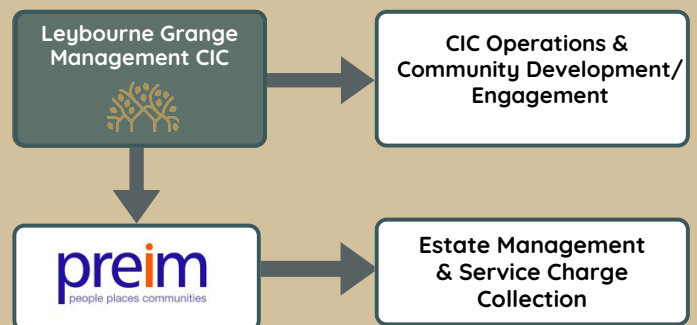 Leybourne Grange
Management CIC
CIC Operations &
Community Development/
Engagement
preim
people places communities
Estate Management
& Service Charge
Collection